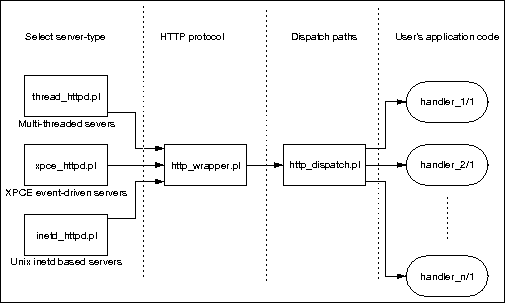 Select server-type
HTTP protocol
Dispatch paths
User's application code
thread_httpd.pl
handler_1/1
Multi-threaded severs
xpce_httpd.pl
http_wrapper.pl
http_dispatch.pl
handler_2/1
XPCE event-driven servers
inetd_httpd.pl
Unix inetd based servers
handler_n/1